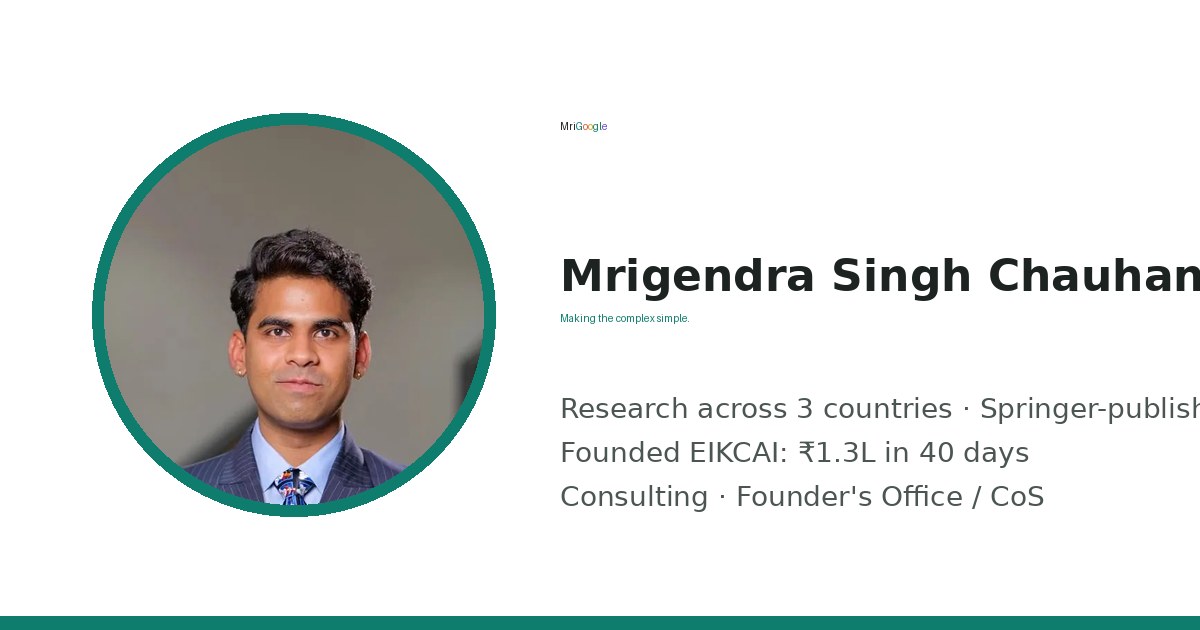 MriGoogle
Mrigendra Singh Chauhan
Making the complex simple.
Research across 3 countries · Springer-publish
Founded EIKCAI: ₹1.3L in 40 days
Consulting · Founder's Office / CoS